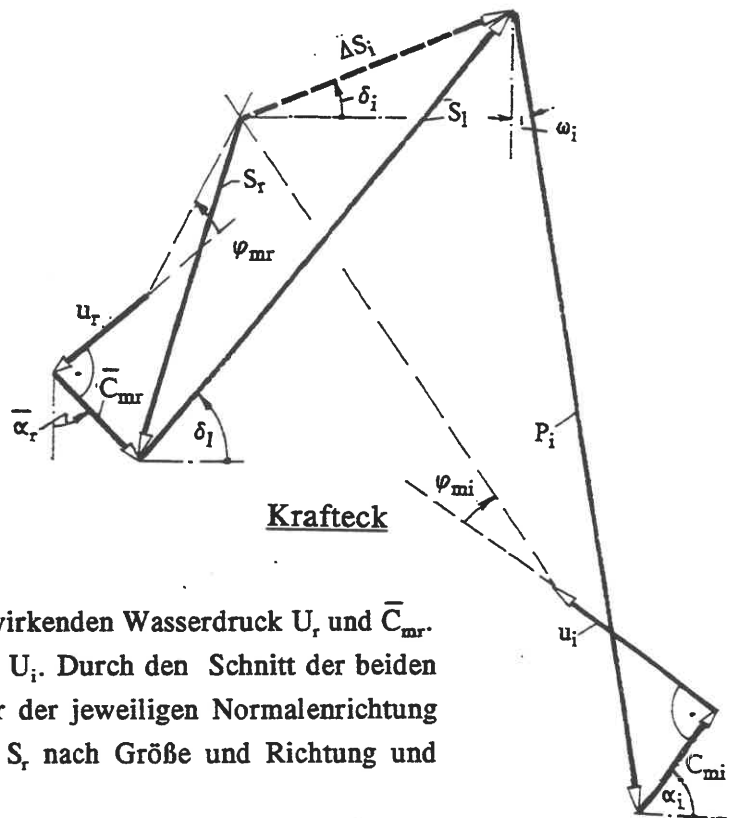 ΔSᵢ
δᵢ
S̄ₗ
ωᵢ
Sᵣ
φₘᵣ
uᵣ
C̄ₘᵣ
ᾱᵣ
δₗ
Pᵢ
φₘᵢ
Krafteck
uᵢ
wirkenden Wasserdruck Uᵣ und C̄ₘᵣ.
Uᵢ. Durch den Schnitt der beiden
der jeweiligen Normalenrichtung
Sᵣ nach Größe und Richtung und
Cₘᵢ
αᵢ